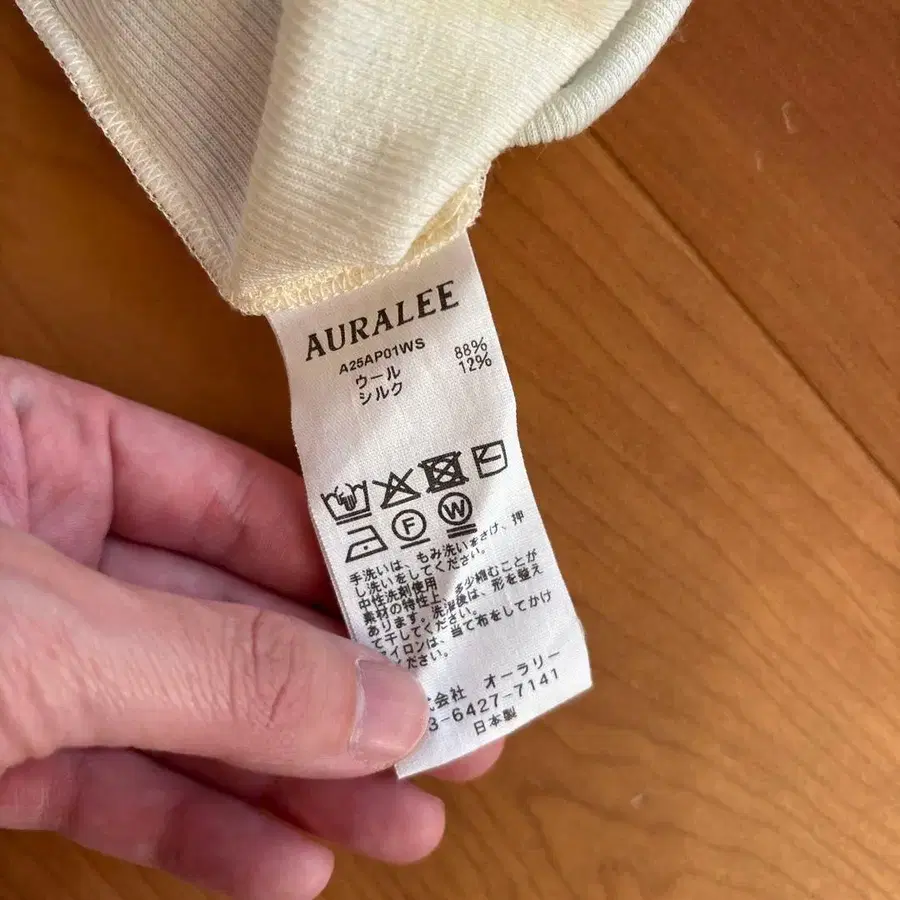 AURALEE
A25AP01WS
ウール 88%
シルク 12%
F W
手洗いは、もみ洗いをさけ、押
し洗いをしてください。
中性洗剤使用
素材の特性上、多少縮むことが
あります。洗濯後は、形を整え
て干してください。
アイロンは、当て布をしてかけ
ください。
会社 オーラリー
3-6427-7141
日本製